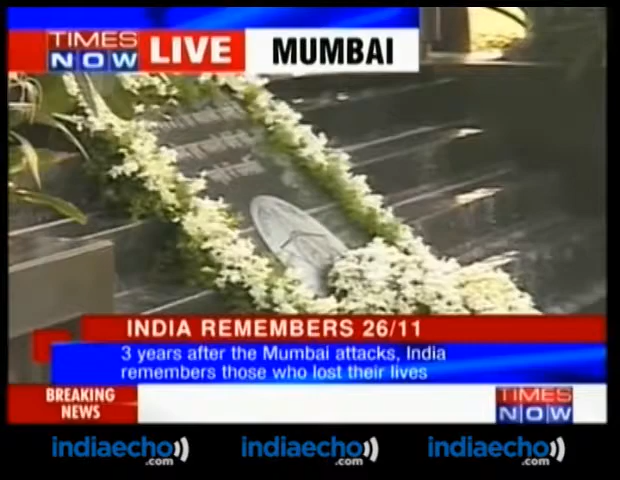 TIMES
NOW
LIVE
MUMBAI
INDIA REMEMBERS 26/11
3 years after the Mumbai attacks, India
remembers those who lost their lives
BREAKING
NEWS
TIMES
NOW
indiaecho
.com
indiaecho
.com
indiaecho
.com